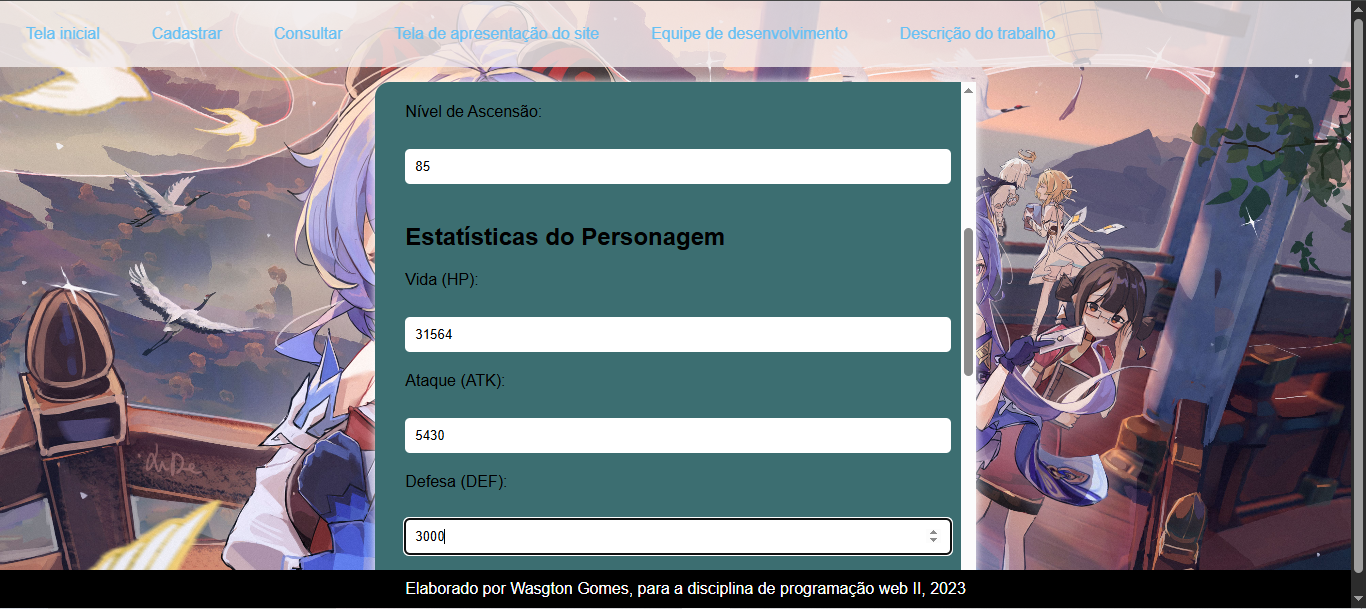 Tela inicial Cadastrar Consultar Tela de apresentação do site Equipe de desenvolvimento Descrição do trabalho
Nível de Ascensão:
85
Estatísticas do Personagem
Vida (HP):
31564
Ataque (ATK):
5430
Defesa (DEF):
3000
Elaborado por Wasgton Gomes, para a disciplina de programação web II, 2023